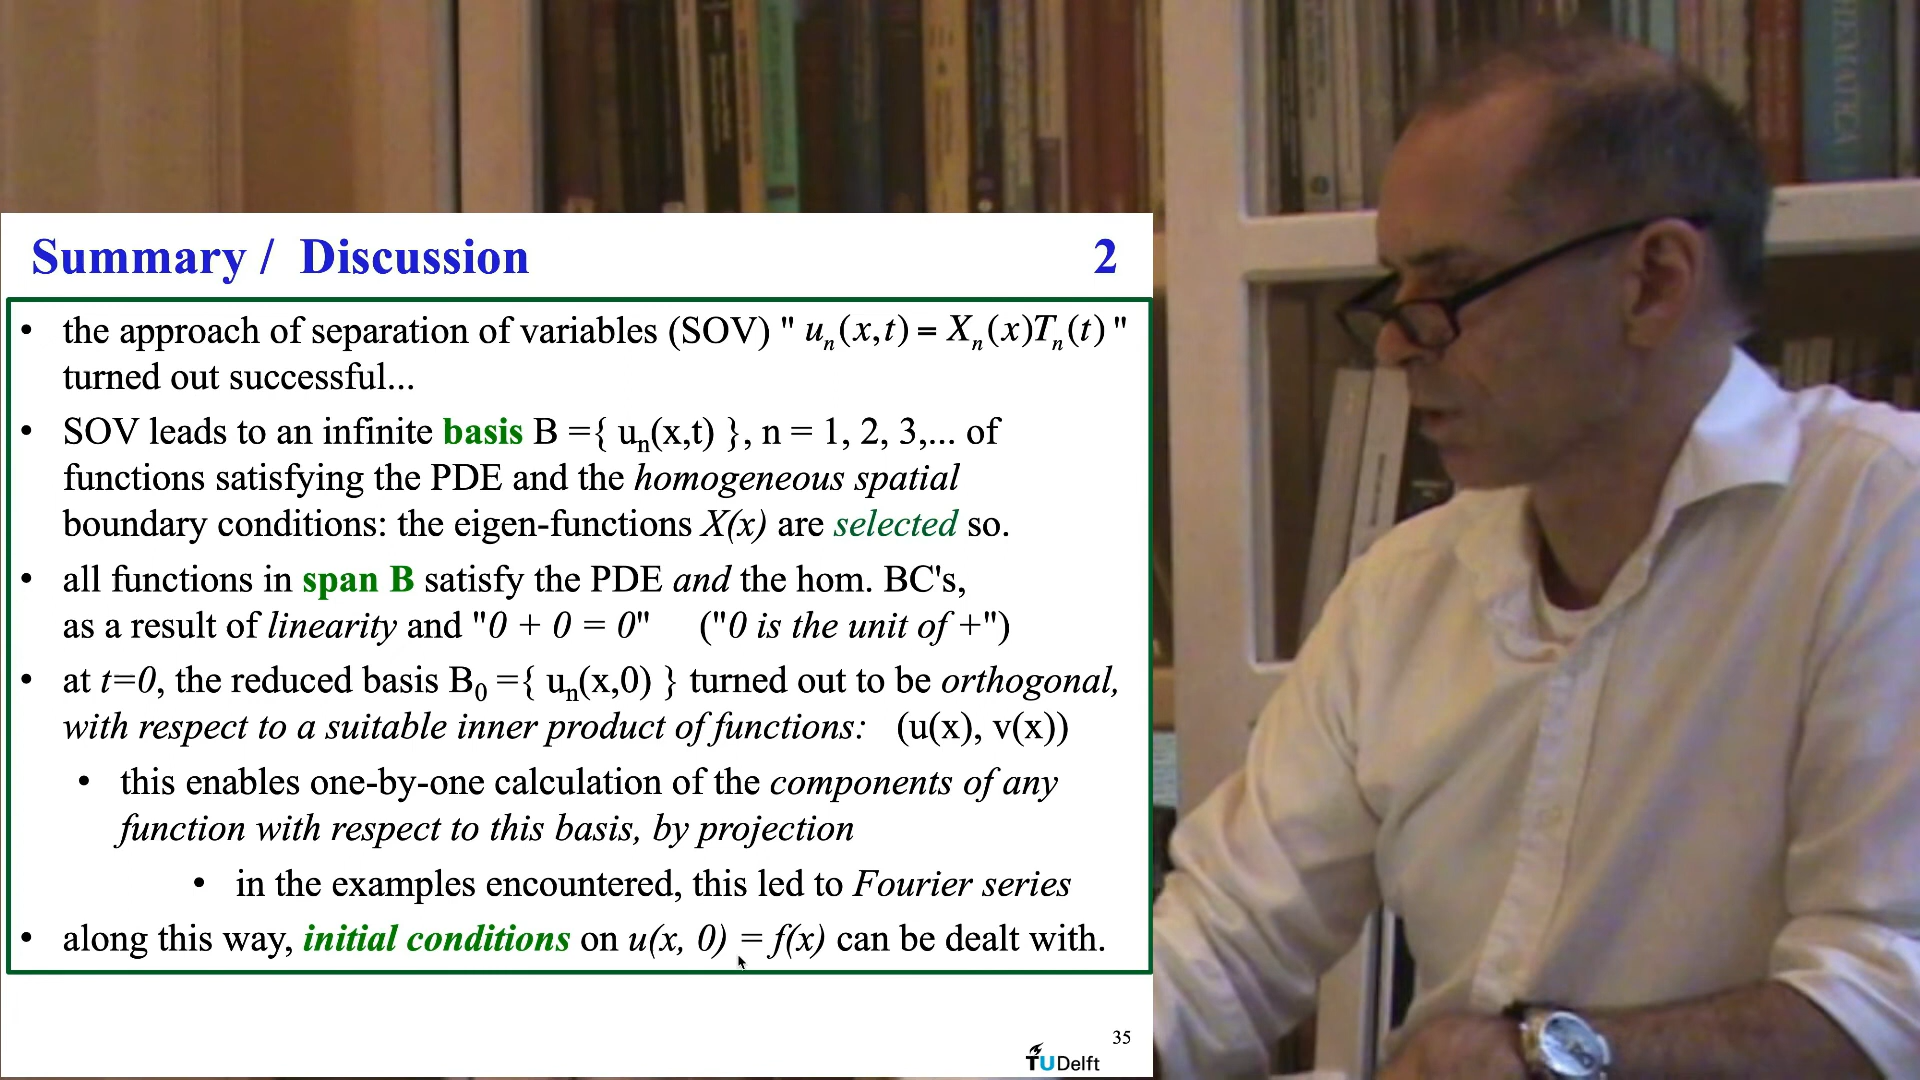 Summary / Discussion 2
• the approach of separation of variables (SOV) " uₙ(x,t) = Xₙ(x)Tₙ(t) "
turned out successful...
• SOV leads to an infinite basis B ={ uₙ(x,t) }, n = 1, 2, 3,... of
functions satisfying the PDE and the homogeneous spatial
boundary conditions: the eigen-functions X(x) are selected so.
• all functions in span B satisfy the PDE and the hom. BC's,
as a result of linearity and "0 + 0 = 0" ("0 is the unit of +")
• at t=0, the reduced basis B₀ ={ uₙ(x,0) } turned out to be orthogonal,
with respect to a suitable inner product of functions: (u(x), v(x))
• this enables one-by-one calculation of the components of any
function with respect to this basis, by projection
• in the examples encountered, this led to Fourier series
• along this way, initial conditions on u(x, 0) = f(x) can be dealt with.
35
TUDelft